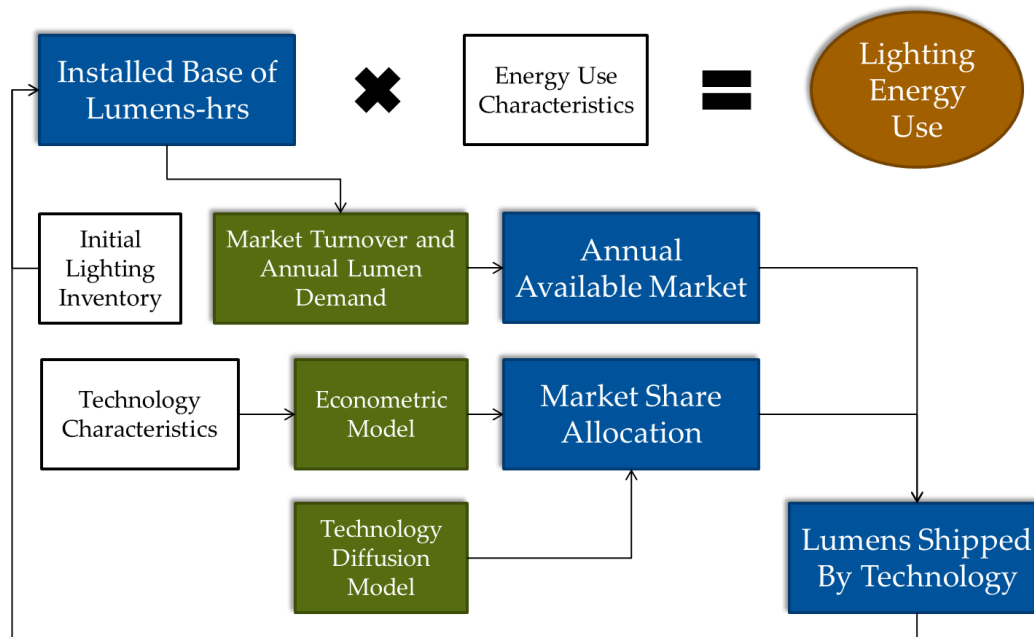 Installed Base of
Lumens-hrs
Energy Use
Characteristics
Lighting
Energy
Use
Initial
Lighting
Inventory
Market Turnover and
Annual Lumen
Demand
Annual
Available Market
Technology
Characteristics
Econometric
Model
Market Share
Allocation
Technology
Diffusion
Model
Lumens Shipped
By Technology